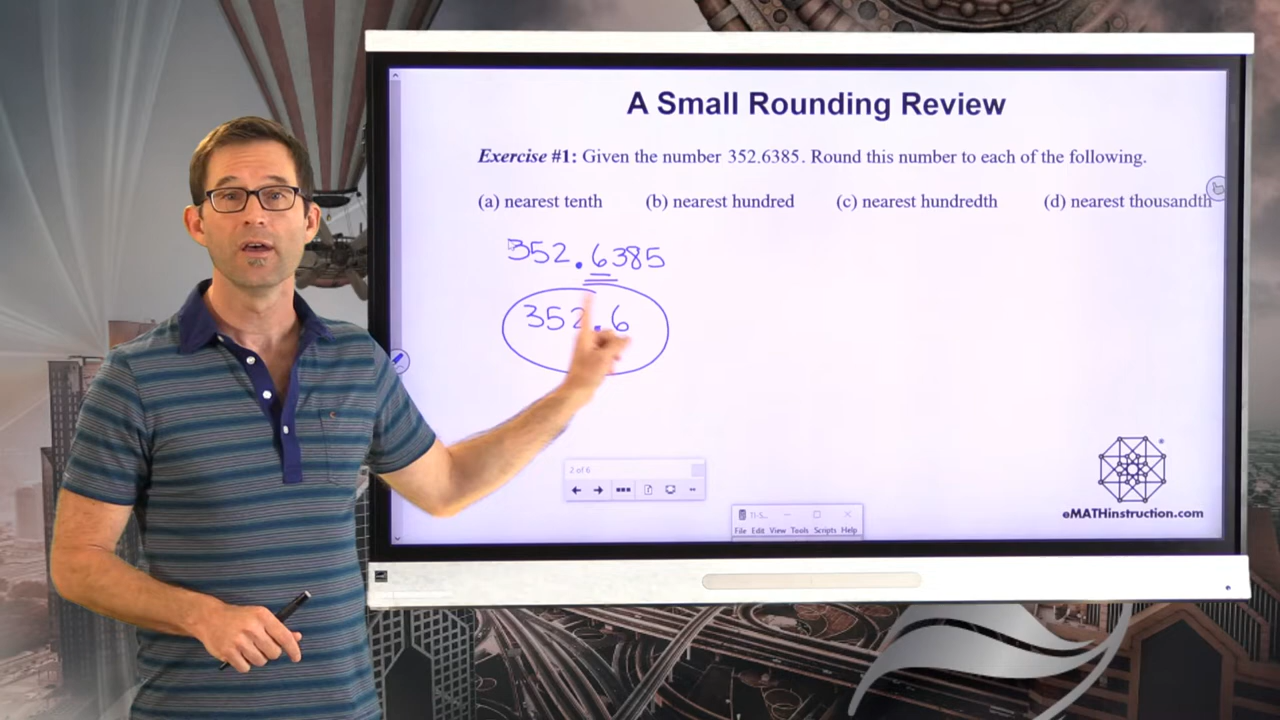 A Small Rounding Review
Exercise #1: Given the number 352.6385. Round this number to each of the following.
(a) nearest tenth (b) nearest hundred (c) nearest hundredth (d) nearest thousandth
352.6385
352.6
2 of 6
TI-S...
File Edit View Tools Scripts Help
eMATHinstruction.com